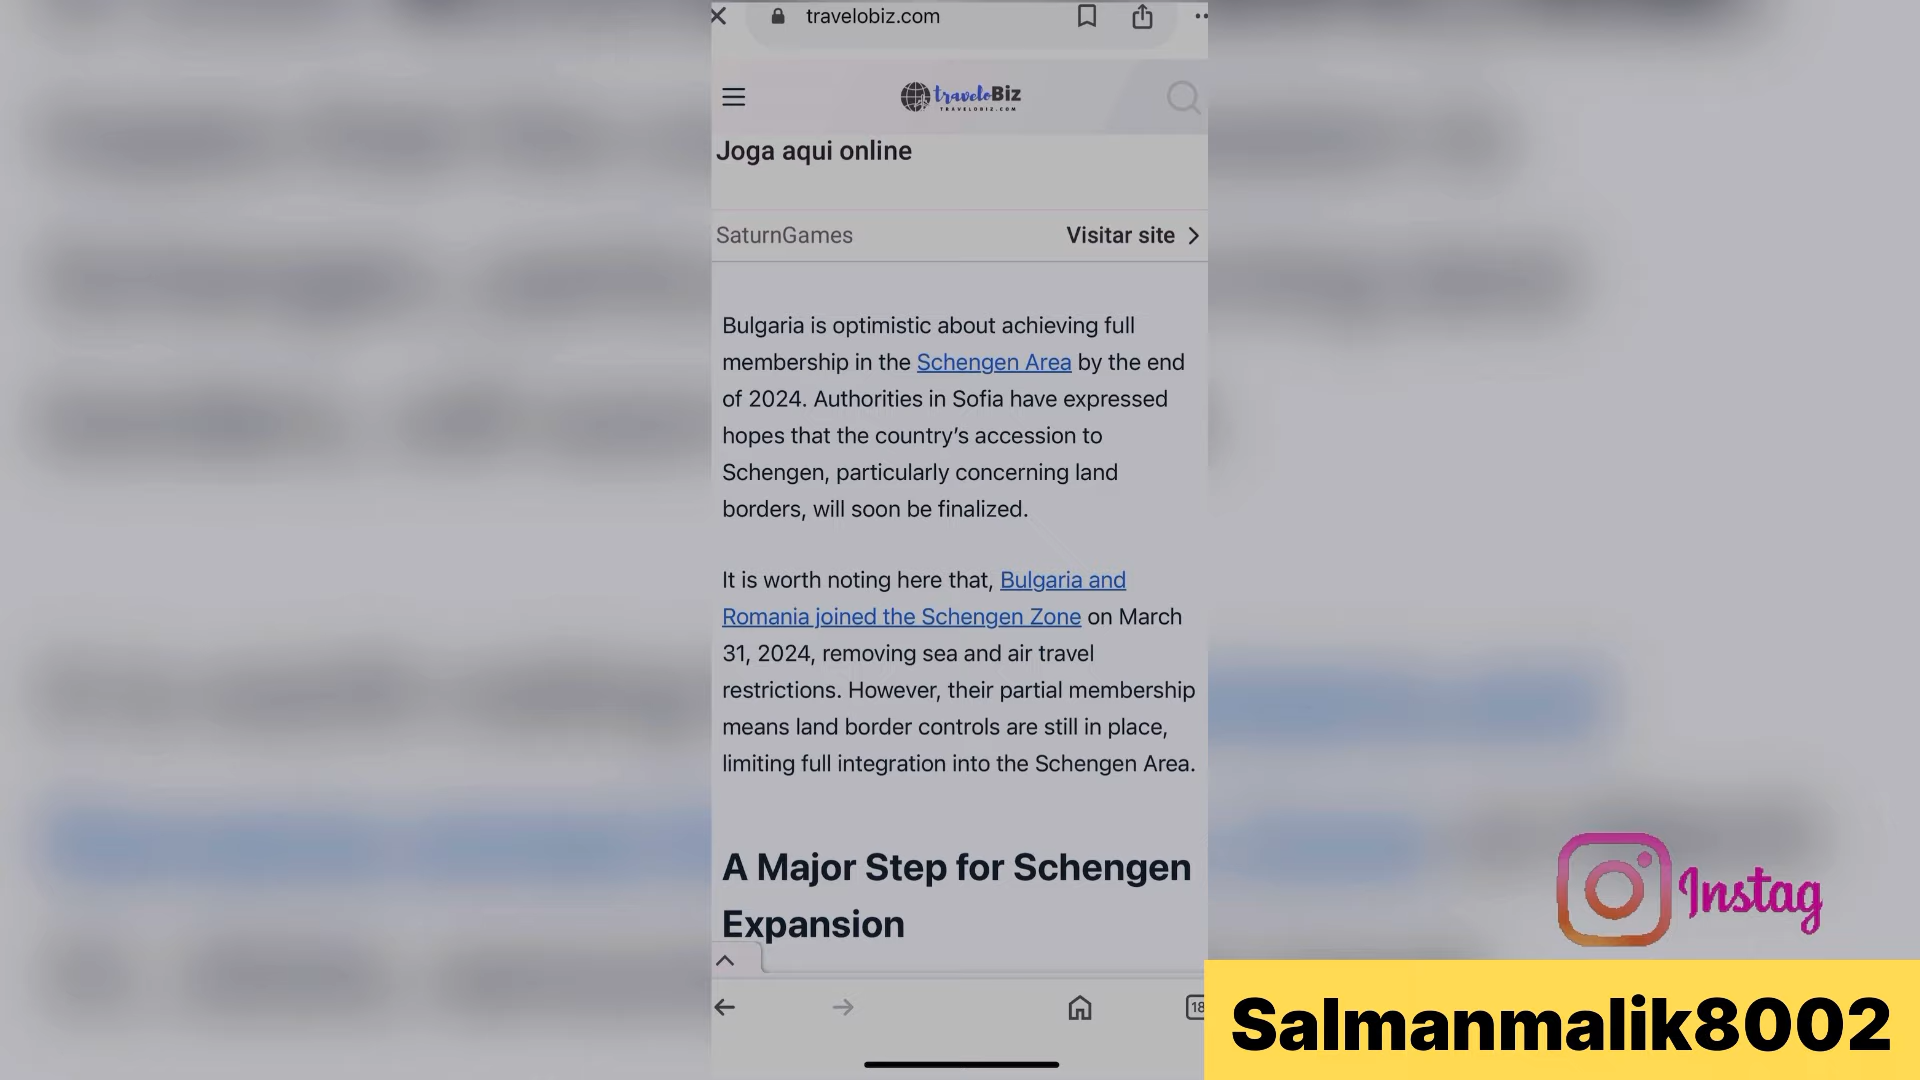 travelobiz.com
traveloBiz
TRAVELOBIZ.COM
Joga aqui online
SaturnGames
Visitar site
Bulgaria is optimistic about achieving full
membership in the Schengen Area by the end
of 2024. Authorities in Sofia have expressed
hopes that the country’s accession to
Schengen, particularly concerning land
borders, will soon be finalized.
It is worth noting here that, Bulgaria and
Romania joined the Schengen Zone on March
31, 2024, removing sea and air travel
restrictions. However, their partial membership
means land border controls are still in place,
limiting full integration into the Schengen Area.
A Major Step for Schengen
Expansion
18
Instag
Salmanmalik8002